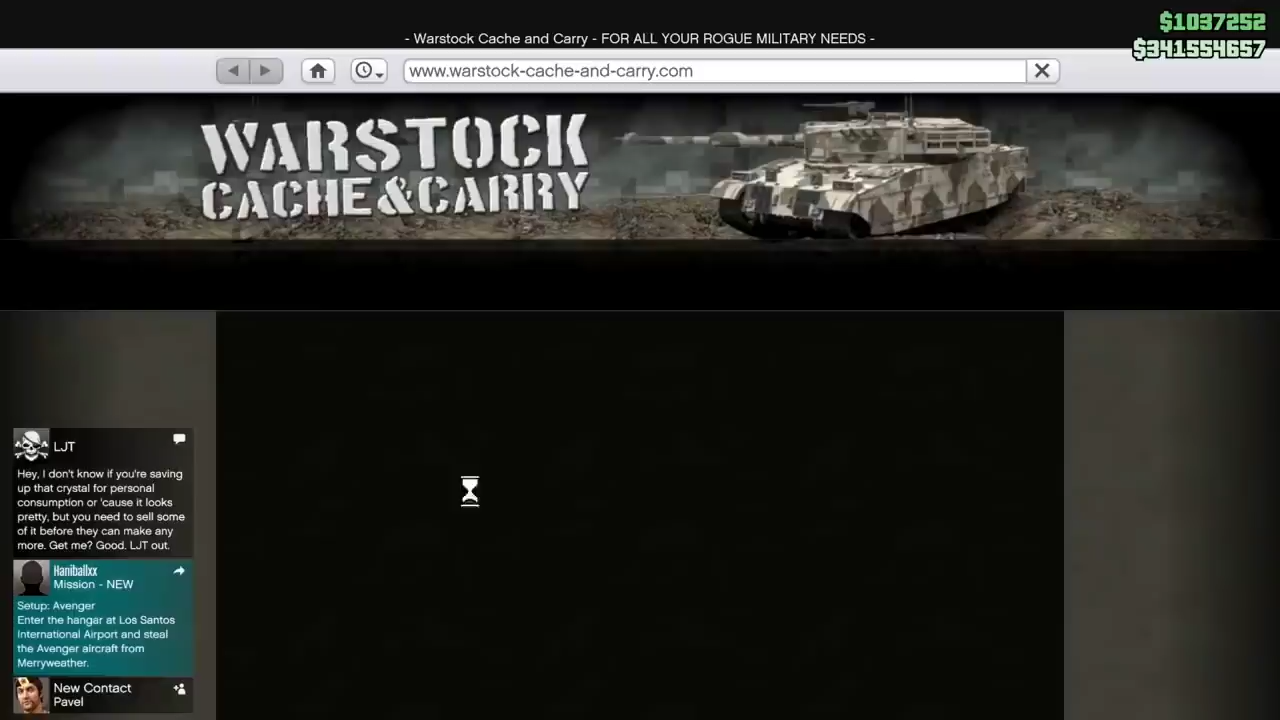 $1037252
- Warstock Cache and Carry - FOR ALL YOUR ROGUE MILITARY NEEDS -
$341554657
www.warstock-cache-and-carry.com
WARSTOCK
CACHE&CARRY
LJT
Hey, I don't know if you're saving
up that crystal for personal
consumption or 'cause it looks
pretty, but you need to sell some
of it before they can make any
more. Get me? Good. LJT out.
Haniballxx
Mission - NEW
Setup: Avenger
Enter the hangar at Los Santos
International Airport and steal
the Avenger aircraft from
Merryweather.
New Contact
Pavel